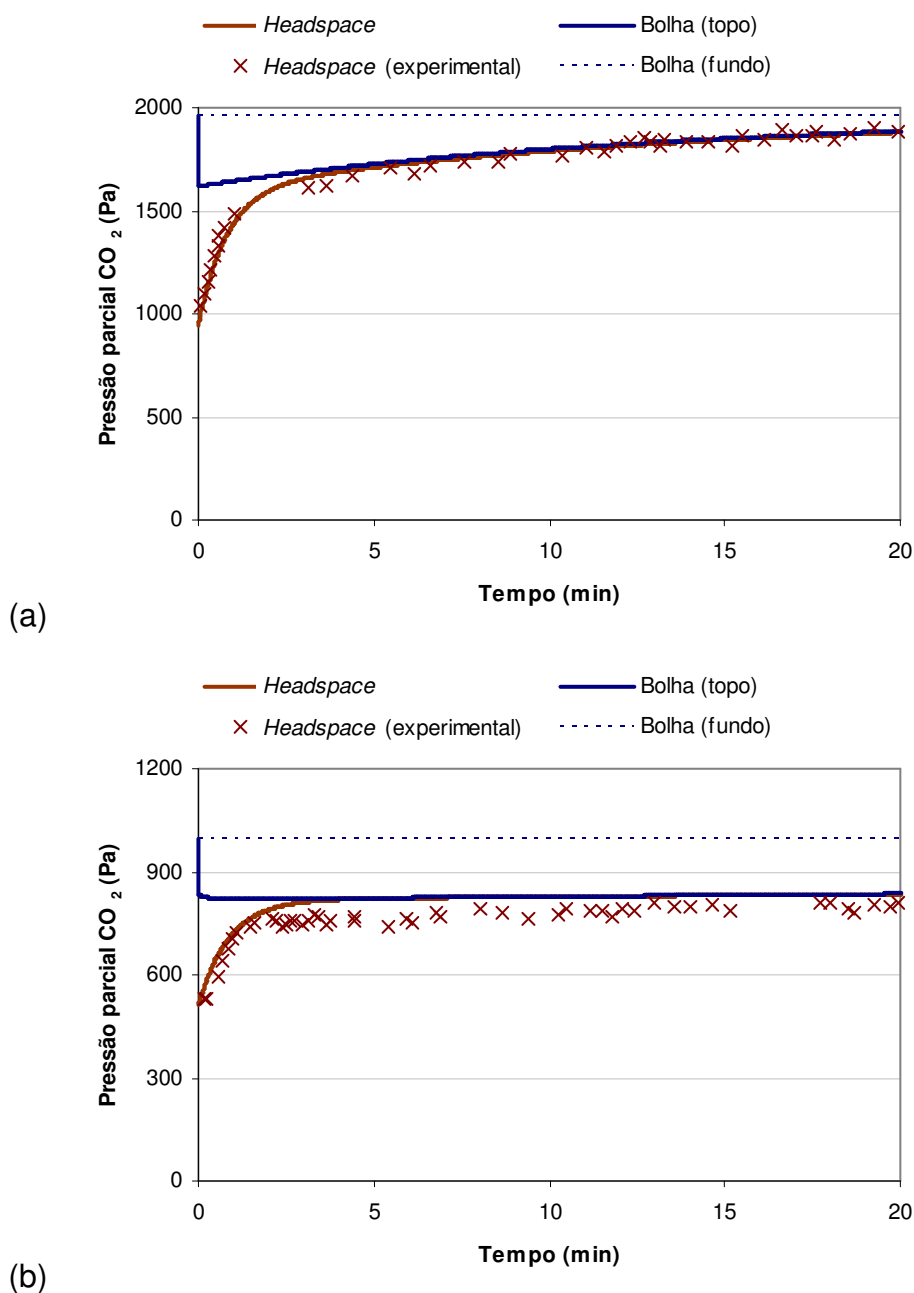 Headspace Bolha (topo)
Headspace (experimental) Bolha (fundo)
2000
1500
1000
500
0
Pressão parcial CO 2 (Pa)
0 5 10 15 20
Tempo (min)
(a)
Headspace Bolha (topo)
Headspace (experimental) Bolha (fundo)
1200
900
600
300
0
Pressão parcial CO 2 (Pa)
0 5 10 15 20
Tempo (min)
(b)